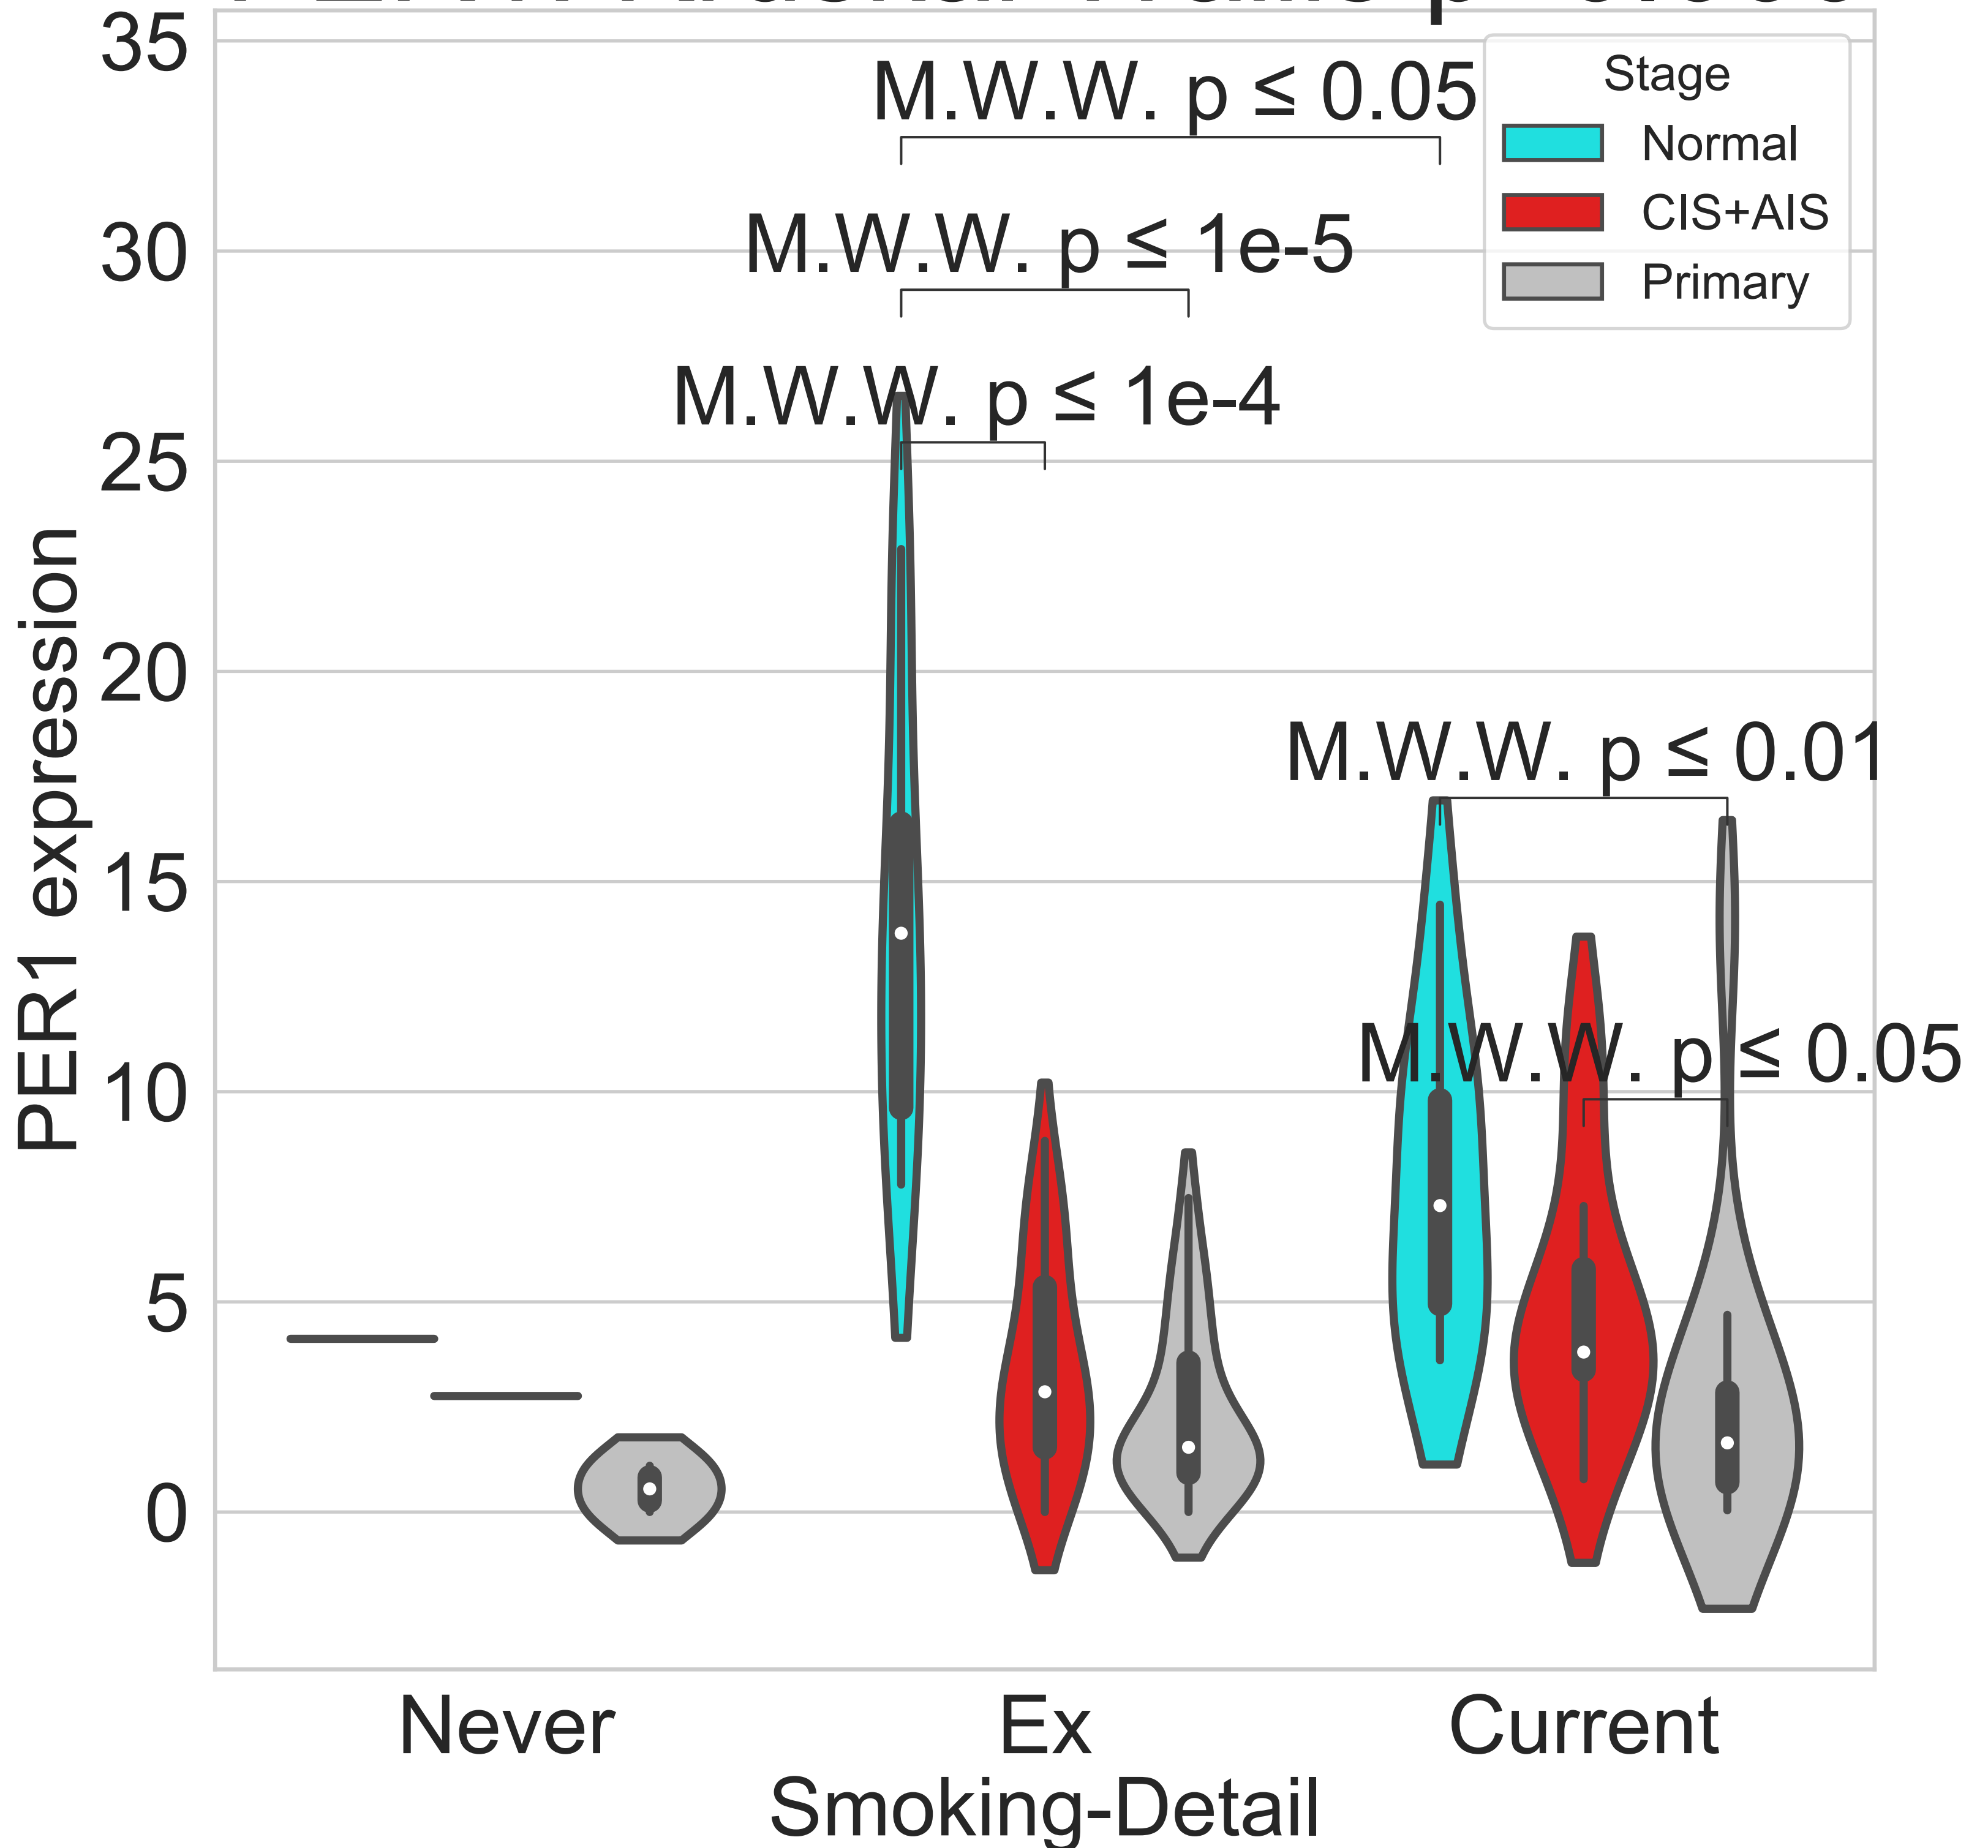 35
M.W.W. p ≤ 0.05
Stage
Normal
CIS+AIS
Primary
30
M.W.W. p ≤ 1e-5
M.W.W. p ≤ 1e-4
25
20
M.W.W. p ≤ 0.01
15
M.W.W. p ≤ 0.05
10
5
0
PER1 expression
Never
Ex
Current
Smoking-Detail